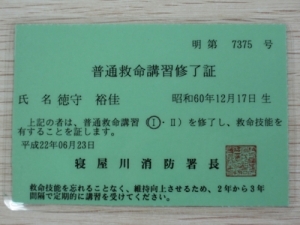 明 第 7375 号
普通救命講習修了証
氏 名 徳守 裕佳 昭和60年12月17日 生
上記の者は、普通救命講習(Ⅰ・Ⅱ)を修了し、救命技能を
有することを証します。
平成22年06月23日
寝屋川消防署長
救命技能を忘れることなく、維持向上させるため、2年から3年
間隔で定期的に講習を受けてください。